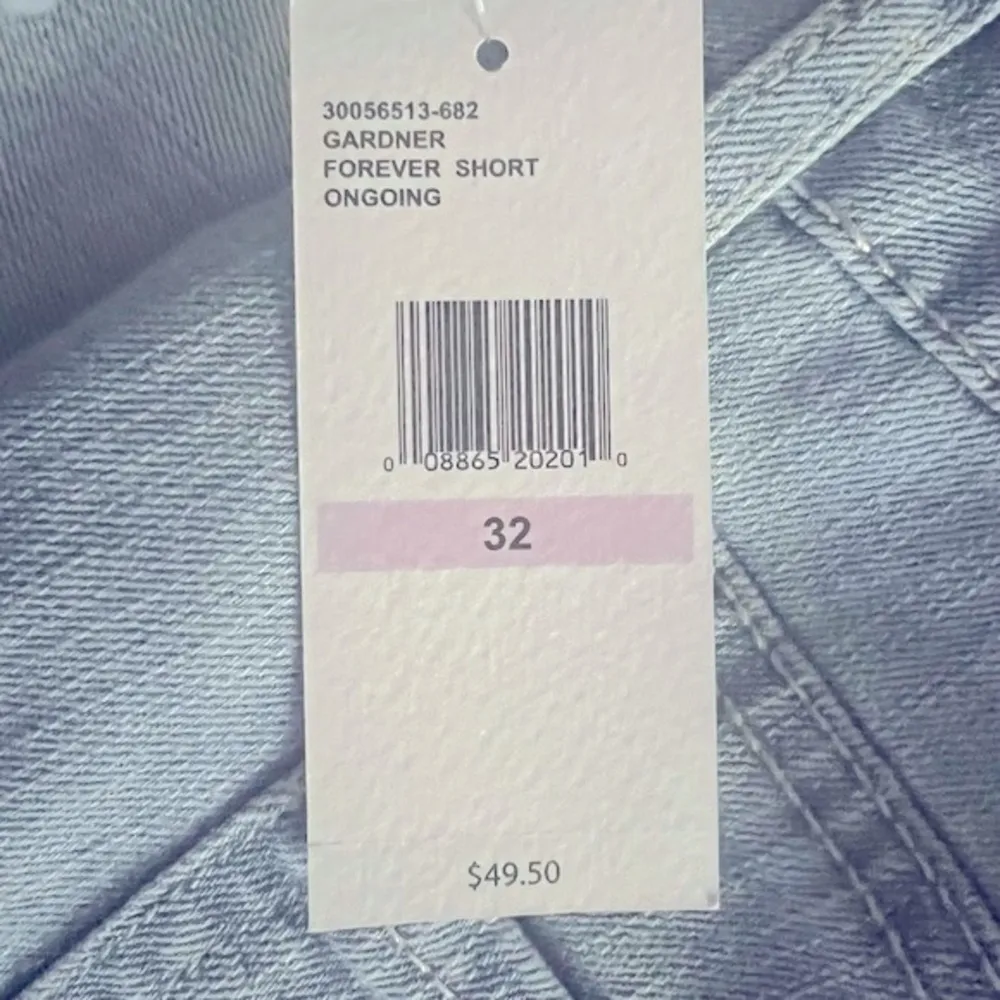 30056513-682
GARDNER
FOREVER SHORT
ONGOING
0 08865 20201 0
32
$49.50